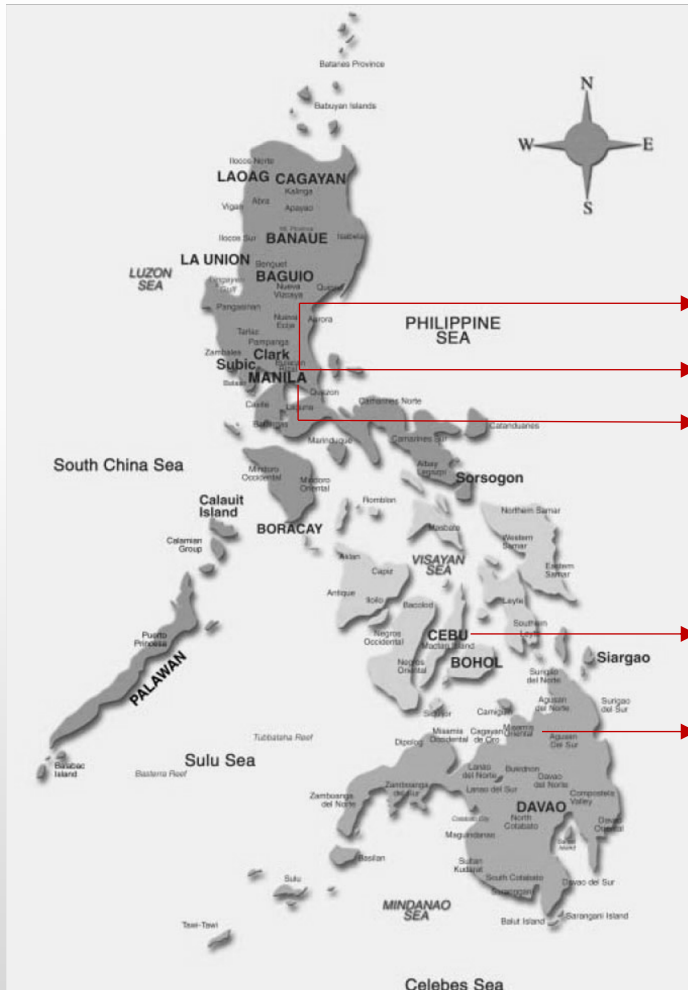 Batanes Province
Babuyan Islands
N
W
E
S
Ilocos Norte
LAOAG
CAGAYAN
Kalinga
Abra
Vigan
Apayao
Ilocos Sur
BANAUE
Isabela
LA UNION
Benguet
LUZON
SEA
BAGUIO
Nueva
Vizcaya
Pangasinan
Nueva
Ecija
Aurora
PHILIPPINE
SEA
Tarlac
Pampanga
Zambales
Clark
Subic
MANILA
Bataan
Quezon
Cavite
Laguna
Batangas
Camarines Norte
Catanduanes
Marinduque
Camarines Sur
Albay
Legazpi
Sorsogon
South China Sea
Mindoro
Occidental
Mindoro
Oriental
Calauit
Island
Romblon
BORACAY
Masbate
Northern Samar
Western
Samar
Eastern
Samar
Calamian
Group
VISAYAN
SEA
Aklan
Capiz
Antique
Iloilo
Bacolod
Leyte
Southern
Leyte
Puerto
Princesa
PALAWAN
Negros
Occidental
CEBU
Mactan Island
BOHOL
Negros
Oriental
Siargao
Surigao
del Norte
Surigao
del Sur
Agusan
del Norte
Siquijor
Camiguin
Misamis
Occidental
Cagayan
de Oro
Misamis
Oriental
Agusan
Del Sur
Dipolog
Tubbataha Reef
Sulu Sea
Balabac
Island
Basterra Reef
Zamboanga
del Norte
Zamboanga
del Sur
Lanao
del Norte
Lanao del Sur
Bukidnon
Davao
del Norte
Compostela
Valley
DAVAO
North
Cotabato
Cotabato City
Davao
Oriental
Maguindanao
Basilan
Sultan
Kudarat
South Cotabato
Davao del Sur
Sulu
MINDANAO
SEA
Sarangani Island
Balut Island
Tawi-Tawi
Celebes Sea